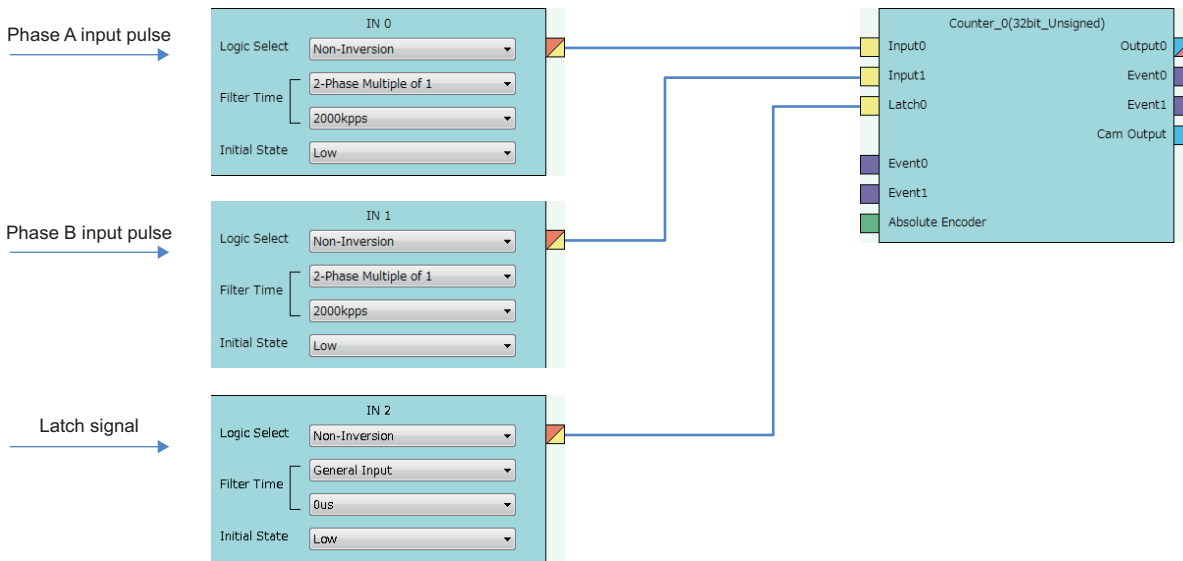 Phase A input pulse
IN 0
Logic Select
Non-Inversion
Filter Time
2-Phase Multiple of 1
2000kpps
Initial State
Low
Phase B input pulse
IN 1
Logic Select
Non-Inversion
Filter Time
2-Phase Multiple of 1
2000kpps
Initial State
Low
Latch signal
IN 2
Logic Select
Non-Inversion
Filter Time
General Input
0us
Initial State
Low
Counter_0(32bit_Unsigned)
Input0
Output0
Input1
Event0
Latch0
Event1
Cam Output
Event0
Event1
Absolute Encoder